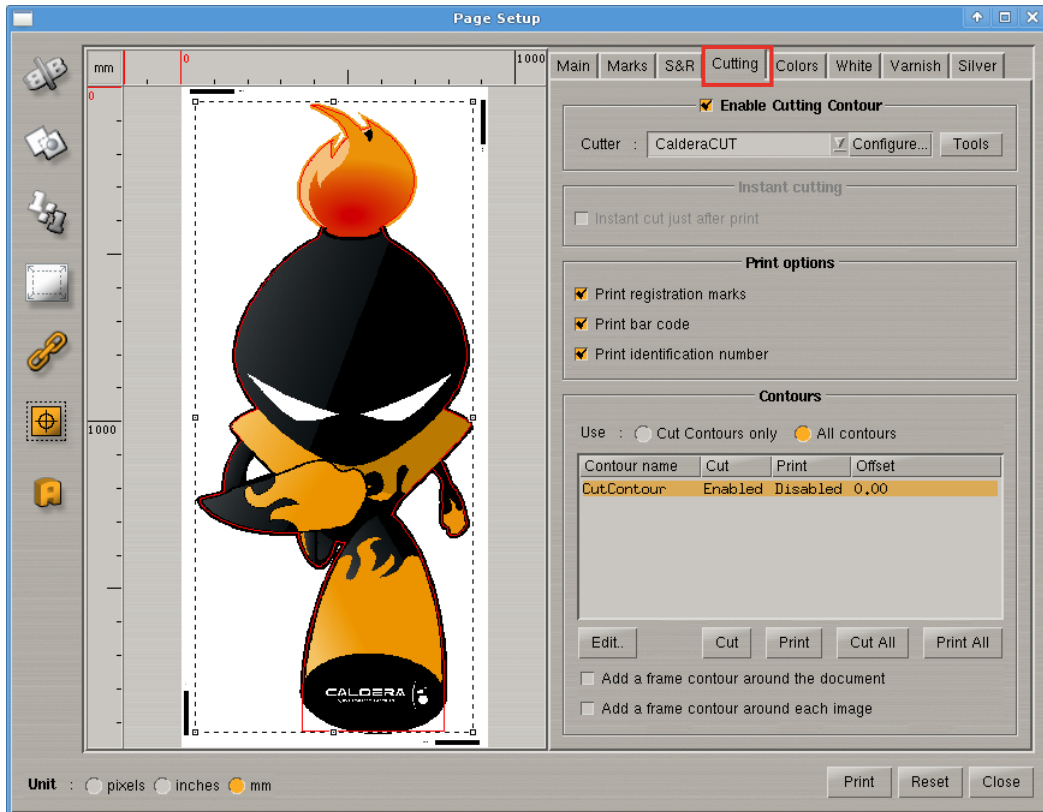 Page Setup
mm
0
1000
0
1000
Main Marks S&R Cutting Colors White Varnish Silver
Enable Cutting Contour
Cutter : CalderaCUT Configure... Tools
Instant cutting
Instant cut just after print
Print options
Print registration marks
Print bar code
Print identification number
Contours
Use : Cut Contours only All contours
Contour name Cut Print Offset
CutContour Enabled Disabled 0.00
Edit.. Cut Print Cut All Print All
Add a frame contour around the document
Add a frame contour around each image
CALDERA
Unit : pixels inches mm
Print Reset Close